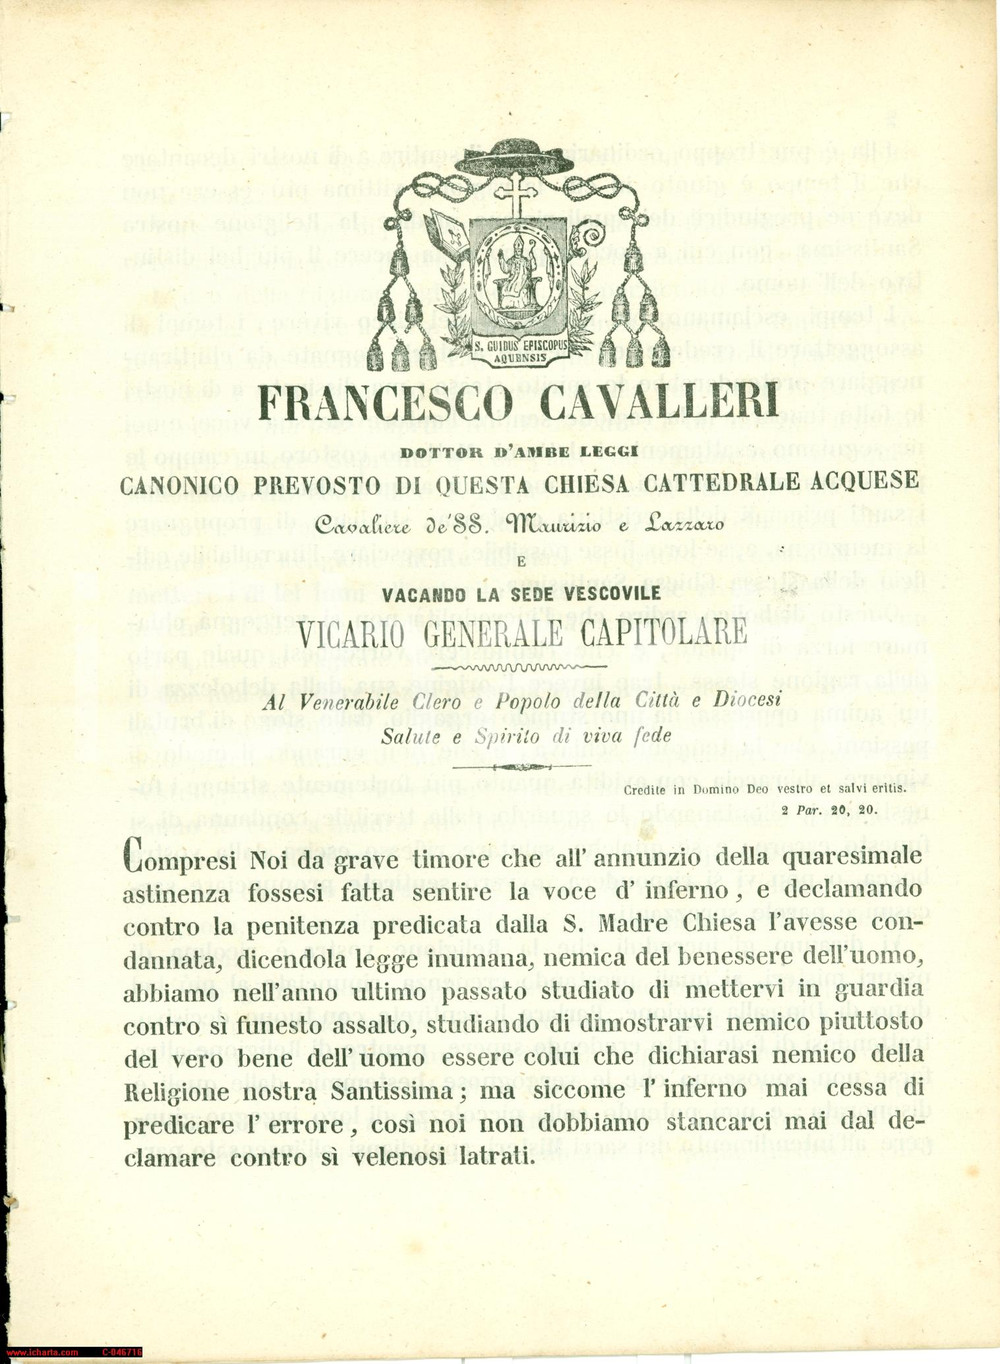 S. GUIDUS EPISCOPUS
AQUENSIS
FRANCESCO CAVALLERI
DOTTOR D'AMBE LEGGI
CANONICO PREVOSTO DI QUESTA CHIESA CATTEDRALE ACQUESE
Cavaliere de' SS. Maurizio e Lazzaro
E
VACANDO LA SEDE VESCOVILE
VICARIO GENERALE CAPITOLARE
Al Venerabile Clero e Popolo della Città e Diocesi
Salute e Spirito di viva fede
Credite in Domino Deo vestro et salvi eritis.
2 Par. 20, 20.
Compresi Noi da grave timore che all' annunzio della quaresimale
astinenza fossesi fatta sentire la voce d' inferno, e declamando
contro la penitenza predicata dalla S. Madre Chiesa l'avesse con-
dannata, dicendola legge inumana, nemica del benessere dell'uomo,
abbiamo nell'anno ultimo passato studiato di mettervi in guardia
contro sì funesto assalto, studiando di dimostrarvi nemico piuttosto
del vero bene dell' uomo essere colui che dichiarasi nemico della
Religione nostra Santissima; ma siccome l' inferno mai cessa di
predicare l' errore, così noi non dobbiamo stancarci mai dal de-
clamare contro sì velenosi latrati.
www.icharta.com C-046716